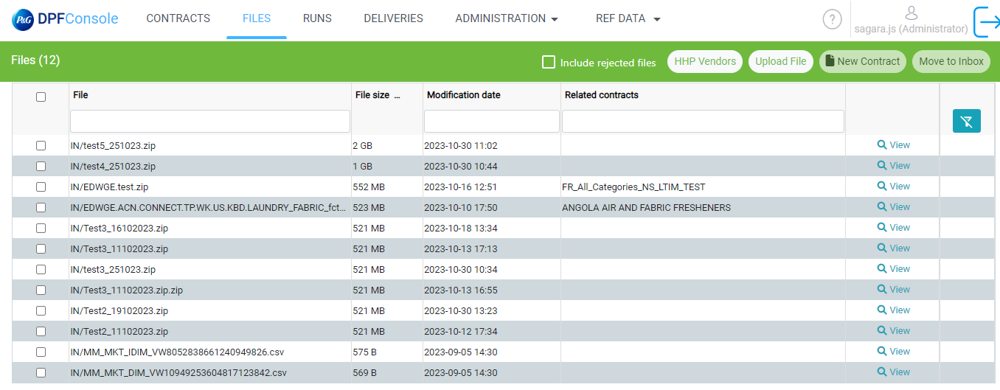 P&G DPFConsole CONTRACTS FILES RUNS DELIVERIES ADMINISTRATION REF DATA ? sagara.js (Administrator)
Files (12) Include rejected files HHP Vendors Upload File New Contract Move to Inbox
File File size ... Modification date Related contracts
IN/test5_251023.zip 2 GB 2023-10-30 11:02 View
IN/test4_251023.zip 1 GB 2023-10-30 10:44 View
IN/EDWGE.test.zip 552 MB 2023-10-16 12:51 FR_All_Categories_NS_LTIM_TEST View
IN/EDWGE.ACN.CONNECT.TP.WK.US.KBD.LAUNDRY_FABRIC_fct... 523 MB 2023-10-10 17:50 ANGOLA AIR AND FABRIC FRESHENERS View
IN/Test3_16102023.zip 521 MB 2023-10-18 13:34 View
IN/Test3_11102023.zip 521 MB 2023-10-13 17:13 View
IN/test3_251023.zip 521 MB 2023-10-30 10:34 View
IN/Test3_11102023.zip.zip 521 MB 2023-10-13 16:55 View
IN/Test2_19102023.zip 521 MB 2023-10-30 13:23 View
IN/Test2_11102023.zip 521 MB 2023-10-12 17:34 View
IN/MM_MKT_IDIM_VW8052838661240949826.csv 575 B 2023-09-05 14:30 View
IN/MM_MKT_DIM_VW10949253604817123842.csv 569 B 2023-09-05 14:30 View